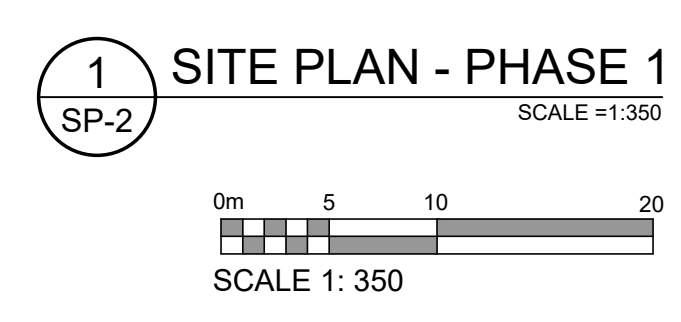 1
SITE PLAN - PHASE 1
SP-2
SCALE =1:350
0m 5 10 20
SCALE 1: 350